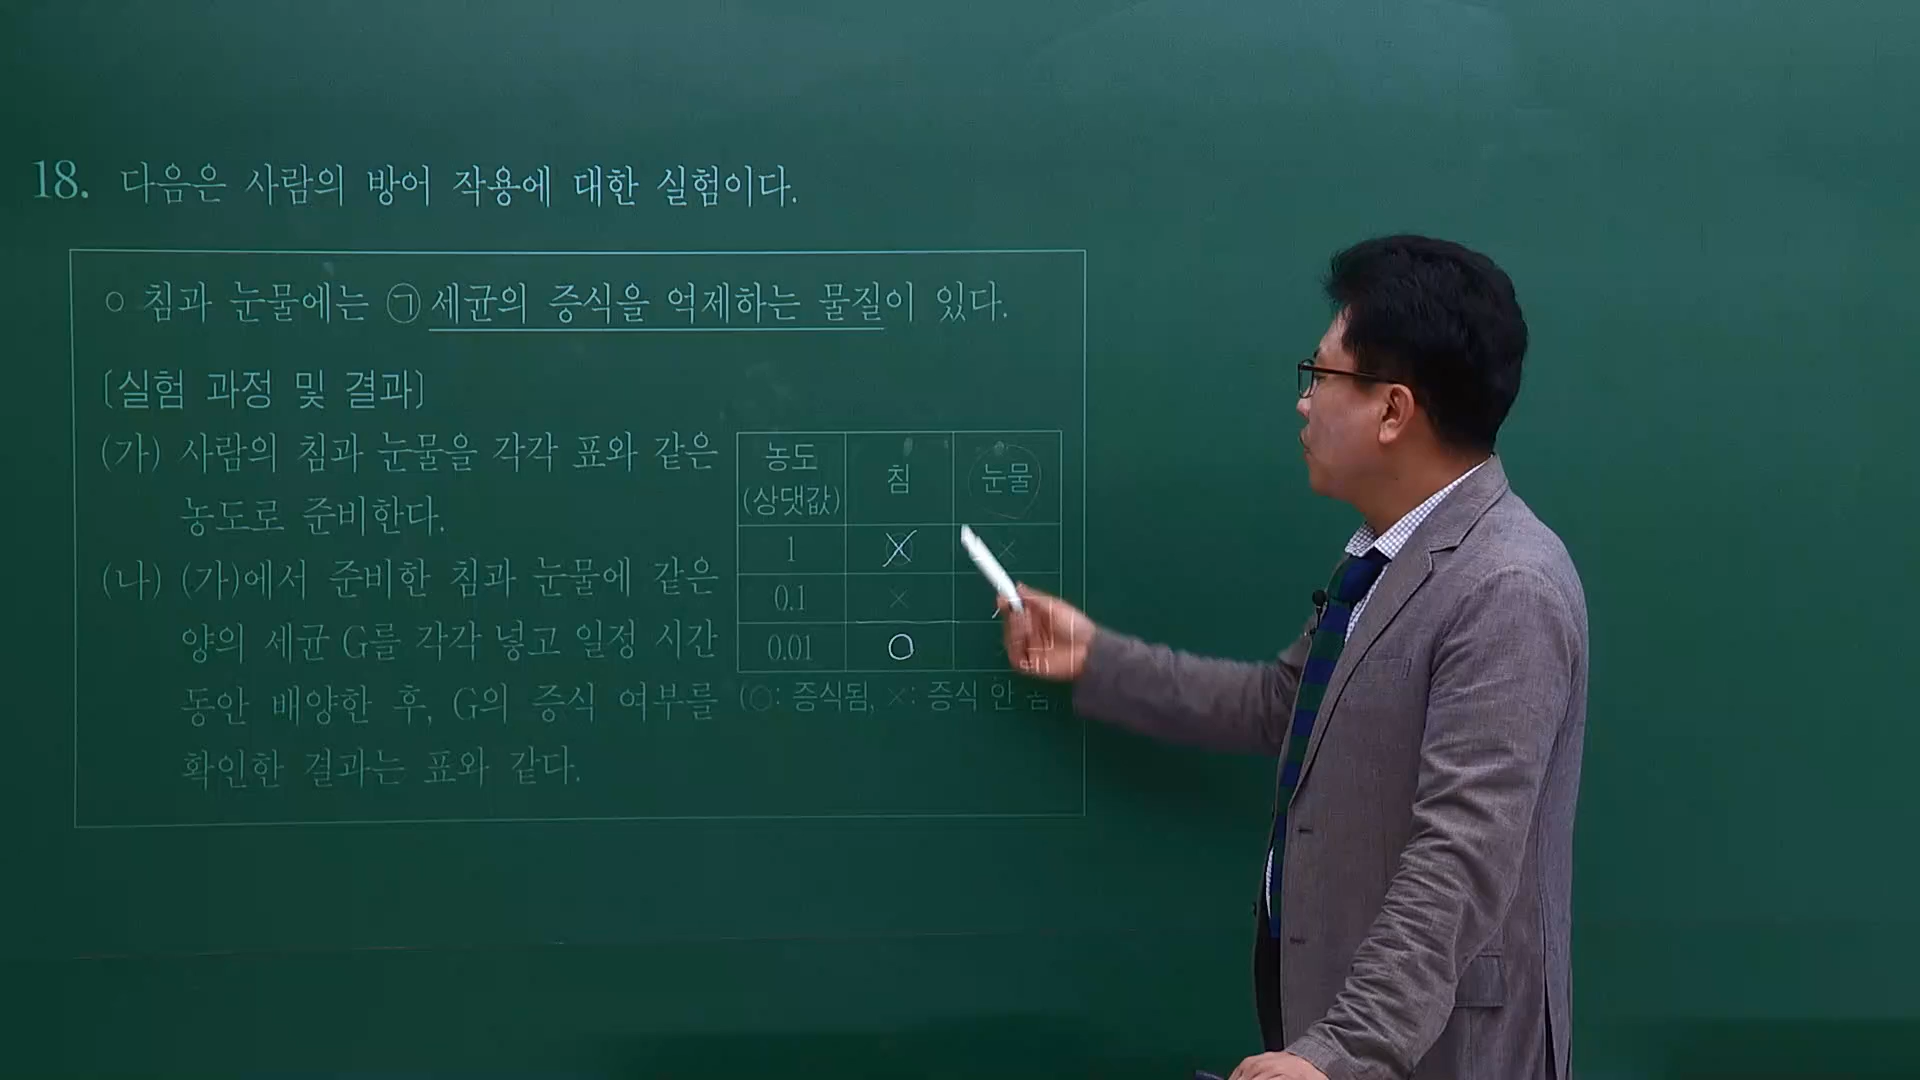 18. 다음은 사람의 방어 작용에 대한 실험이다.
○ 침과 눈물에는 ㉠ 세균의 증식을 억제하는 물질이 있다.
[실험 과정 및 결과]
(가) 사람의 침과 눈물을 각각 표와 같은
농도로 준비한다.
(나) (가)에서 준비한 침과 눈물에 같은
양의 세균 G를 각각 넣고 일정 시간
동안 배양한 후, G의 증식 여부를
확인한 결과는 표와 같다.
농도 (상댓값) 침 눈물
1 × ×
0.1 ×
0.01 ○
(○: 증식됨, ×: 증식 안